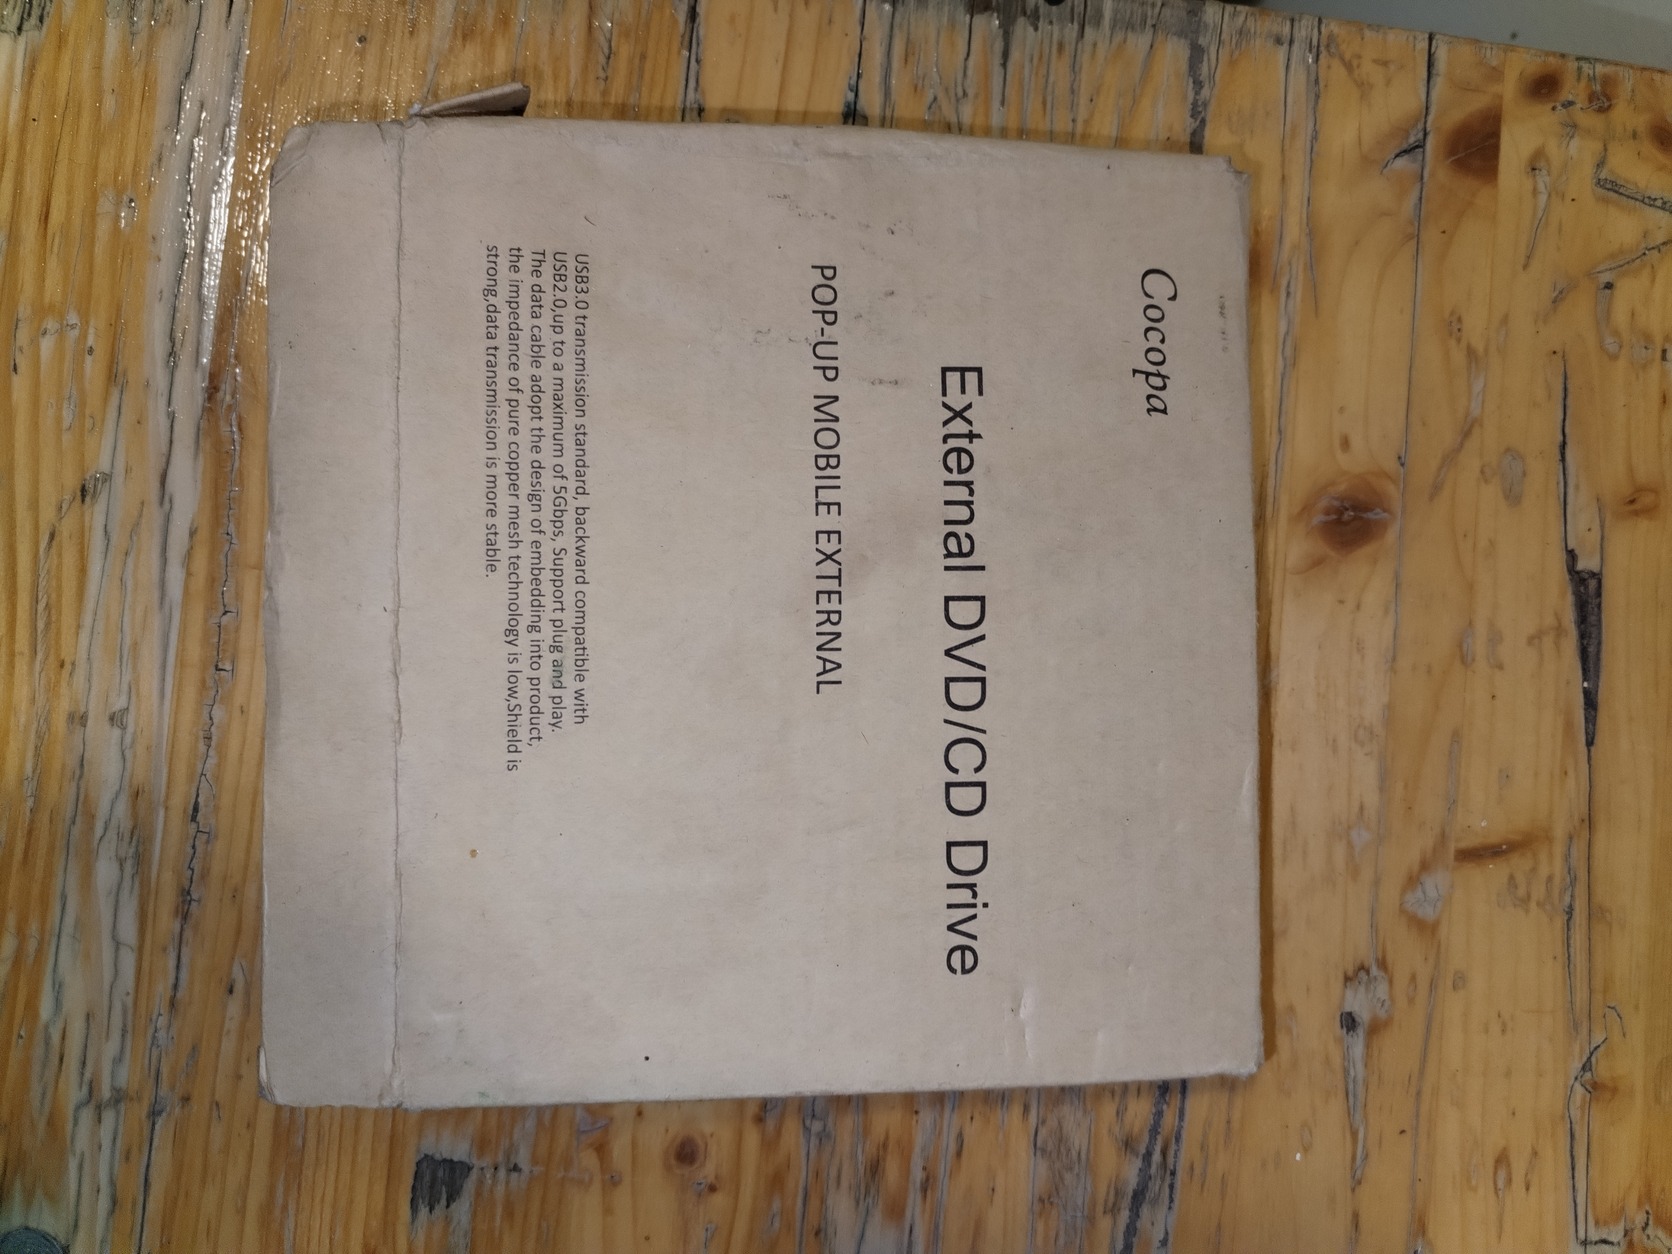 Cocopa
External DVD/CD Drive
POP-UP MOBILE EXTERNAL
USB3.0 transmission standard, backward compatible with
USB2.0,up to a maximum of 5Gbps, Support plug and play.
The data cable adopt the design of embedding into product,
the impedance of pure copper mesh technology is low,Shield is
strong,data transmission is more stable.